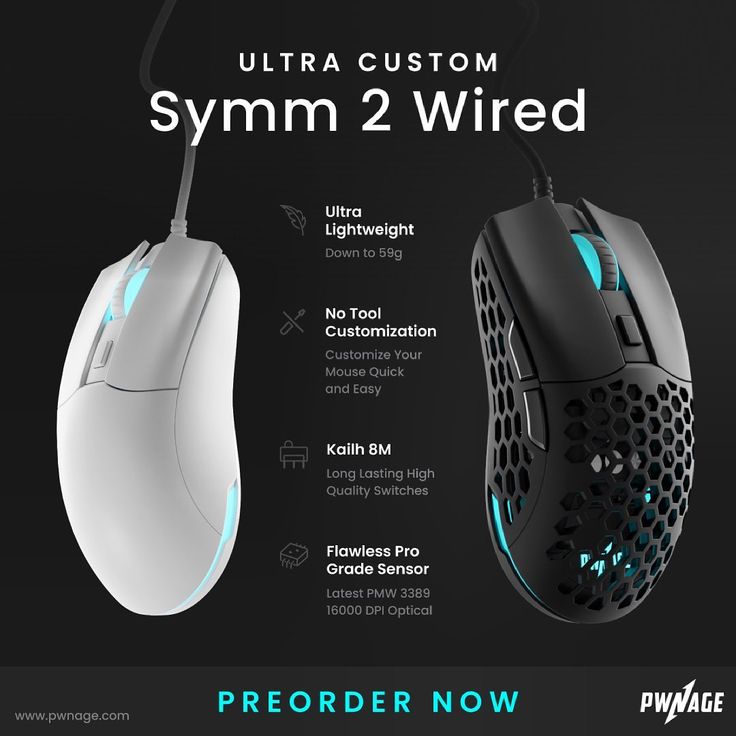 ULTRA CUSTOM
Symm 2 Wired
Ultra
Lightweight
Down to 59g
No Tool
Customization
Customize Your
Mouse Quick
and Easy
Kailh 8M
Long Lasting High
Quality Switches
Flawless Pro
Grade Sensor
Latest PMW 3389
16000 DPI Optical
www.pwnage.com
PREORDER NOW
PWNAGE